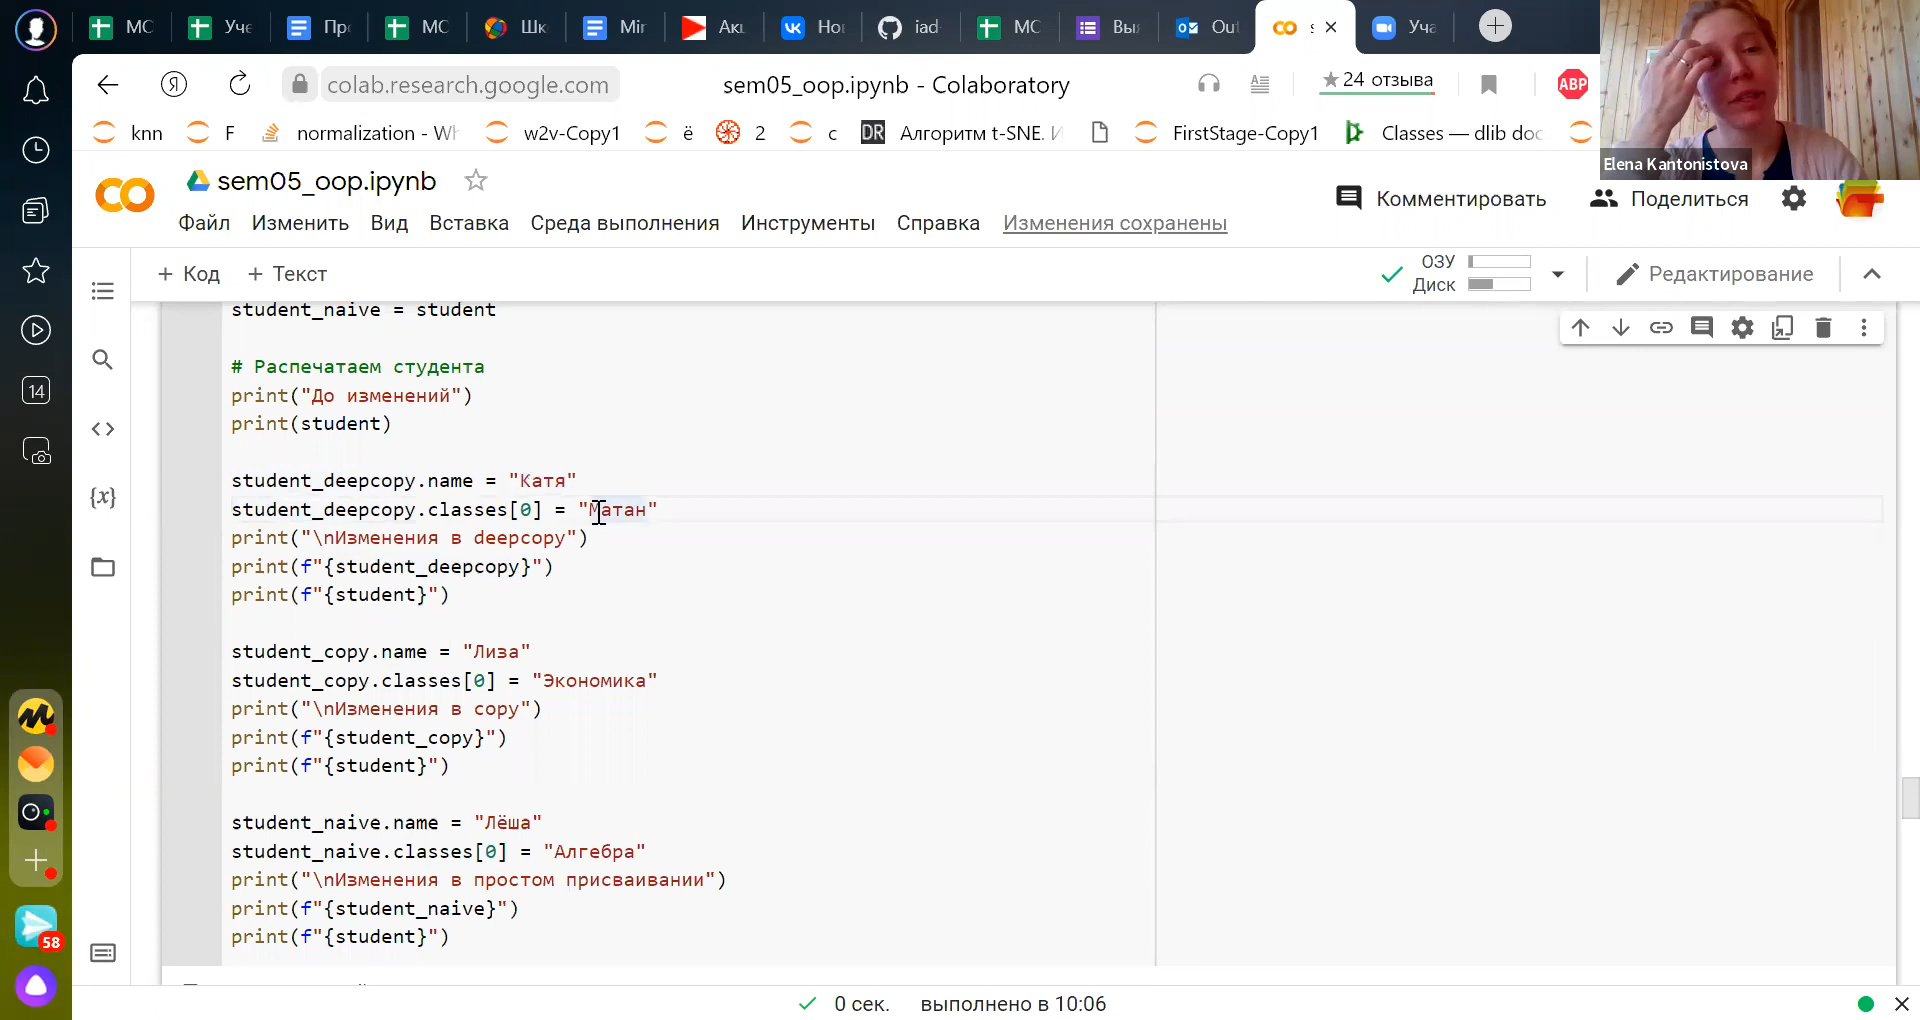 МС
Уче
Пр
МС
Шк
Mir
Акц
Но
iad
МС
Вы
Out
s
Уча
colab.research.google.com
sem05_oop.ipynb - Colaboratory
24 отзыва
ABP
knn
F
normalization - Wh
w2v-Copy1
ё
2
c
DR
Алгоритм t-SNE. И
FirstStage-Copy1
Classes — dlib doc
Elena Kantonistova
sem05_oop.ipynb
Комментировать
Поделиться
Файл
Изменить
Вид
Вставка
Среда выполнения
Инструменты
Справка
Изменения сохранены
+ Код
+ Текст
ОЗУ
Диск
Редактирование
14
{x}
student_naive = student
# Распечатаем студента
print("До изменений")
print(student)
student_deepcopy.name = "Катя"
student_deepcopy.classes[0] = "Матан"
print("\nИзменения в deepcopy")
print(f"{student_deepcopy}")
print(f"{student}")
student_copy.name = "Лиза"
student_copy.classes[0] = "Экономика"
print("\nИзменения в copy")
print(f"{student_copy}")
print(f"{student}")
student_naive.name = "Лёша"
student_naive.classes[0] = "Алгебра"
print("\nИзменения в простом присваивании")
print(f"{student_naive}")
print(f"{student}")
58
0 сек.
выполнено в 10:06